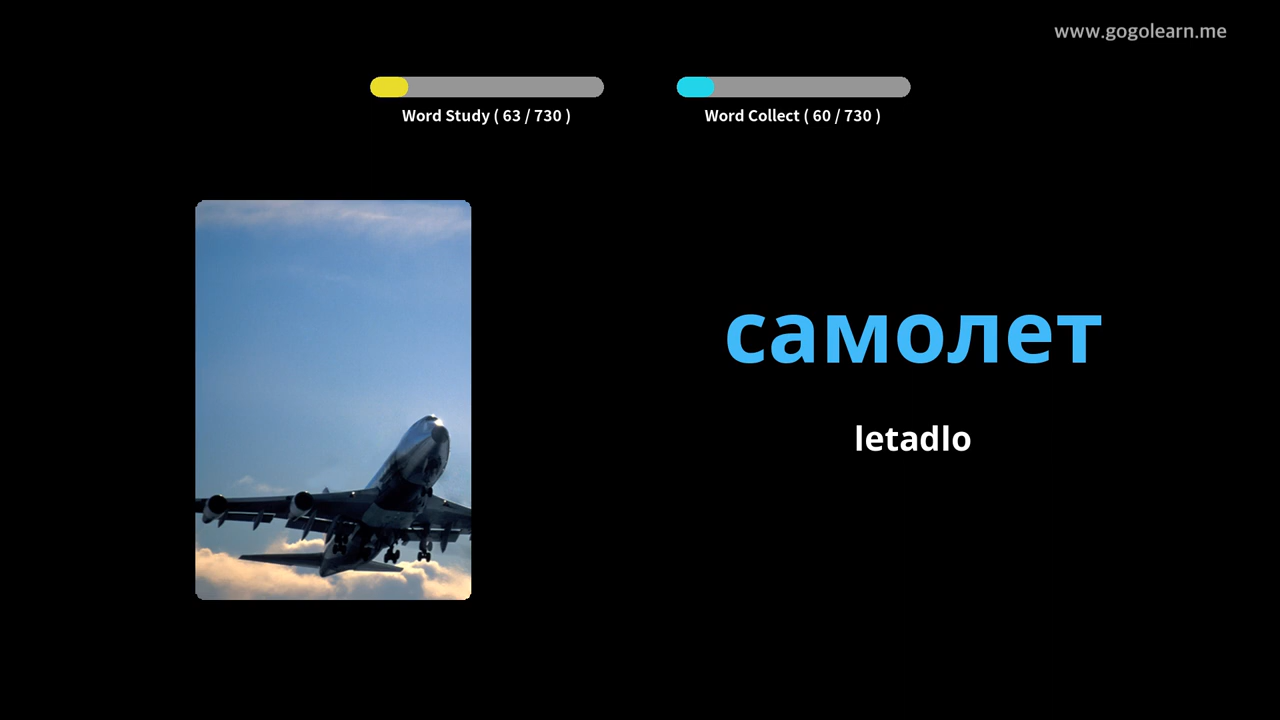 www.gogolearn.me
Word Study ( 63 / 730 )
Word Collect ( 60 / 730 )
самолет
letadlo